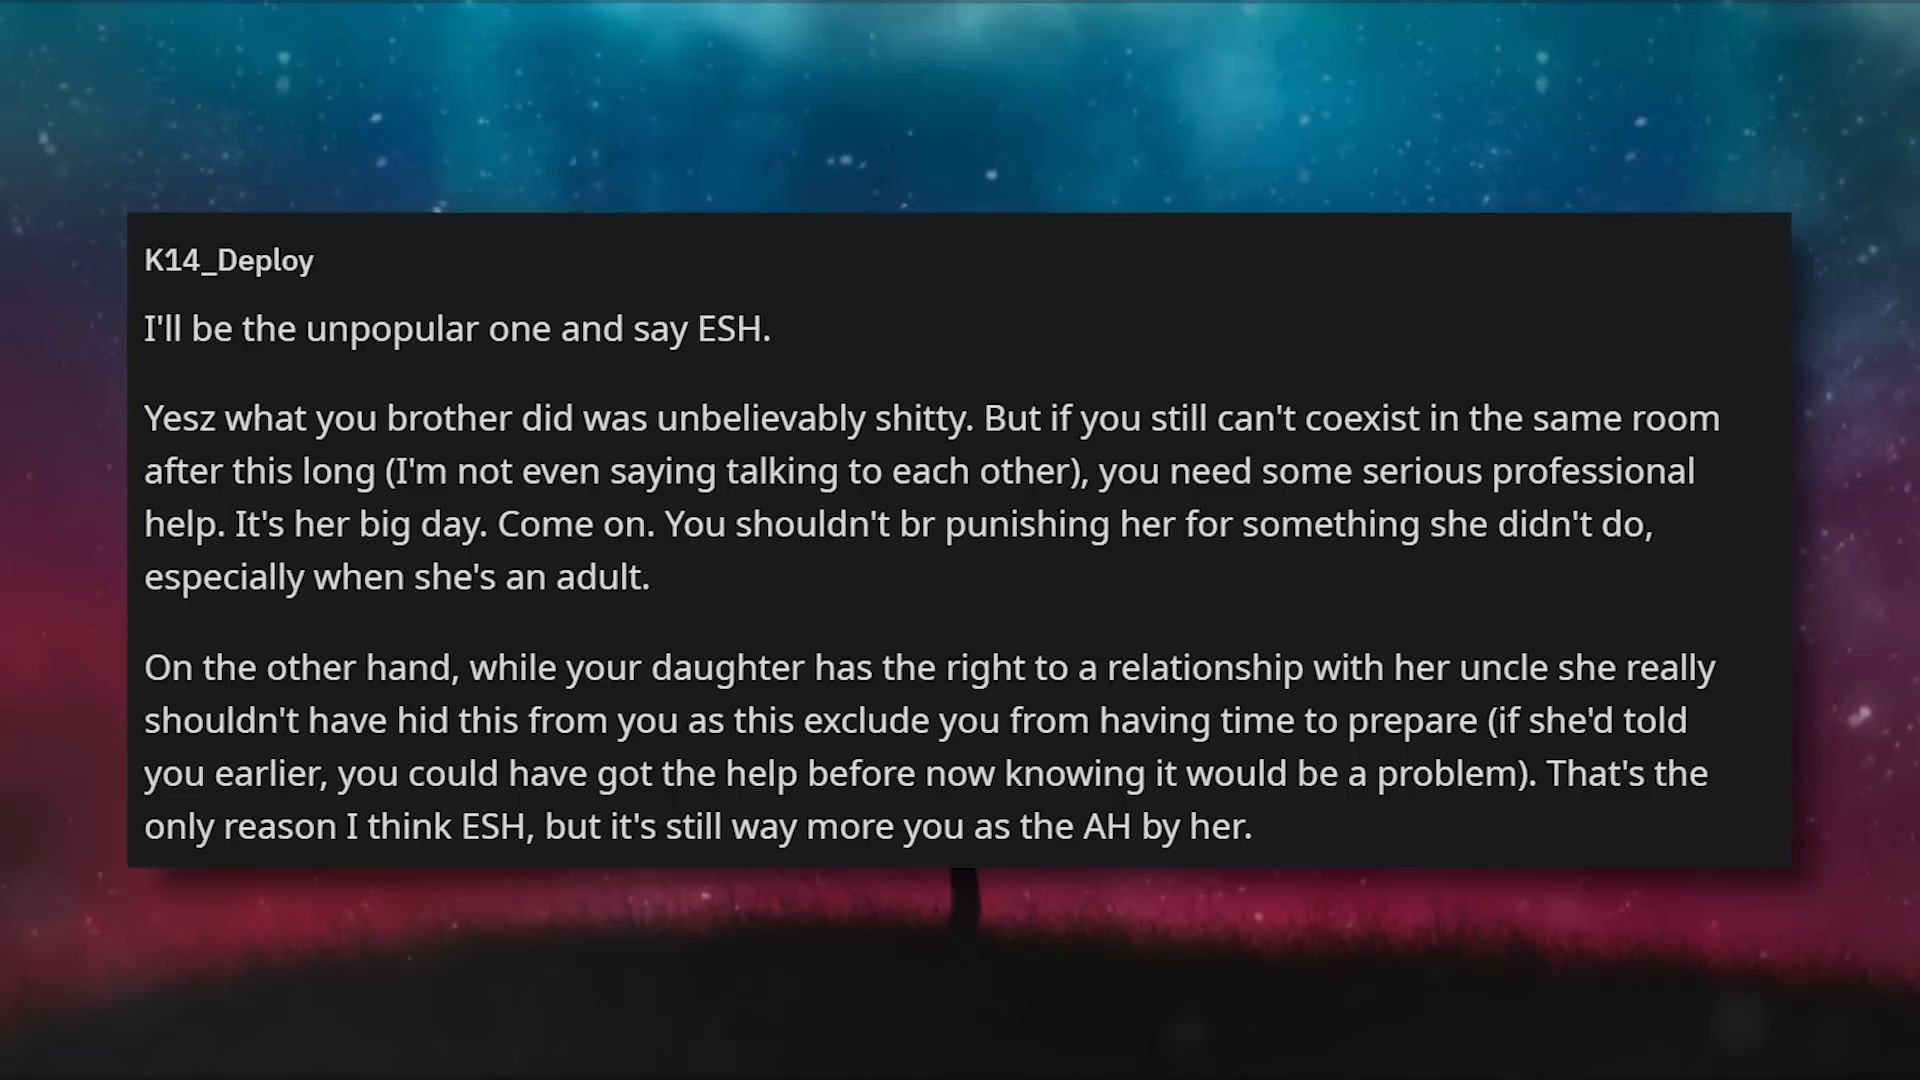 K14_Deploy
I'll be the unpopular one and say ESH.
Yesz what you brother did was unbelievably shitty. But if you still can't coexist in the same room
after this long (I'm not even saying talking to each other), you need some serious professional
help. It's her big day. Come on. You shouldn't br punishing her for something she didn't do,
especially when she's an adult.
On the other hand, while your daughter has the right to a relationship with her uncle she really
shouldn't have hid this from you as this exclude you from having time to prepare (if she'd told
you earlier, you could have got the help before now knowing it would be a problem). That's the
only reason I think ESH, but it's still way more you as the AH by her.